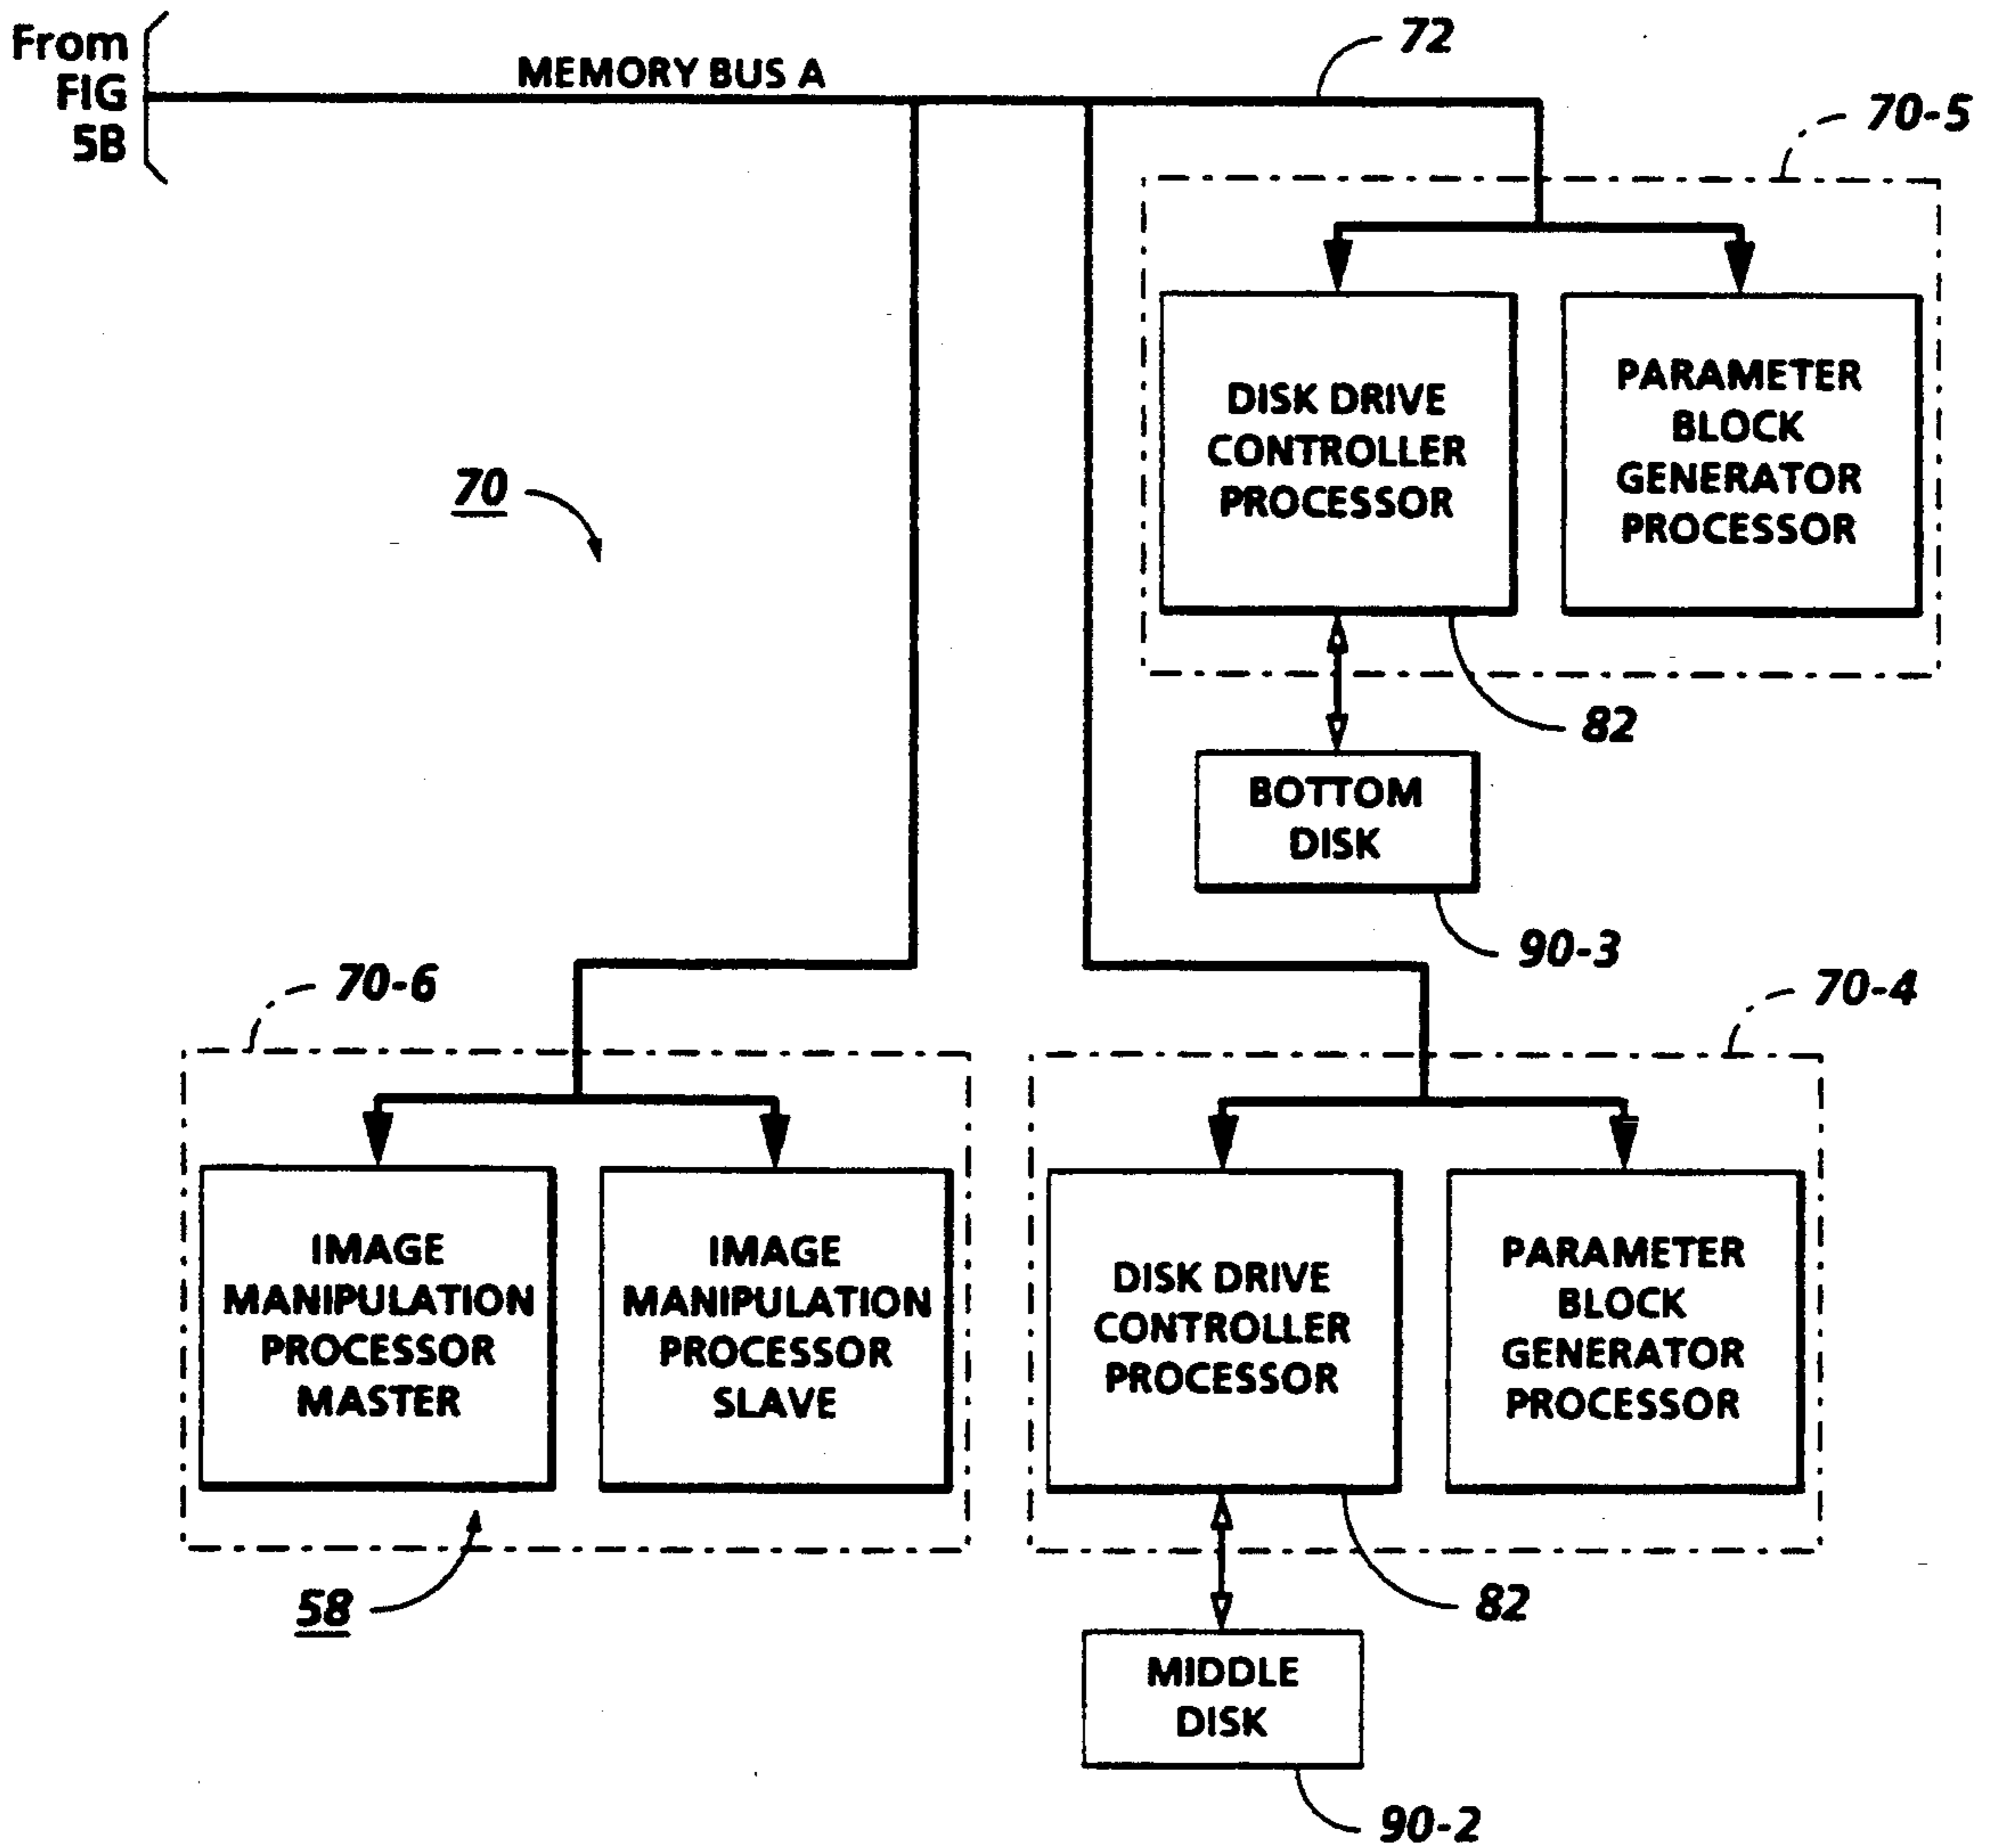 From
FIG
5B
MEMORY BUS A
72
70-5
DISK DRIVE
CONTROLLER
PROCESSOR
PARAMETER
BLOCK
GENERATOR
PROCESSOR
70
82
BOTTOM
DISK
90-3
70-6
70-4
IMAGE
MANIPULATION
PROCESSOR
MASTER
IMAGE
MANIPULATION
PROCESSOR
SLAVE
DISK DRIVE
CONTROLLER
PROCESSOR
PARAMETER
BLOCK
GENERATOR
PROCESSOR
58
82
MIDDLE
DISK
90-2